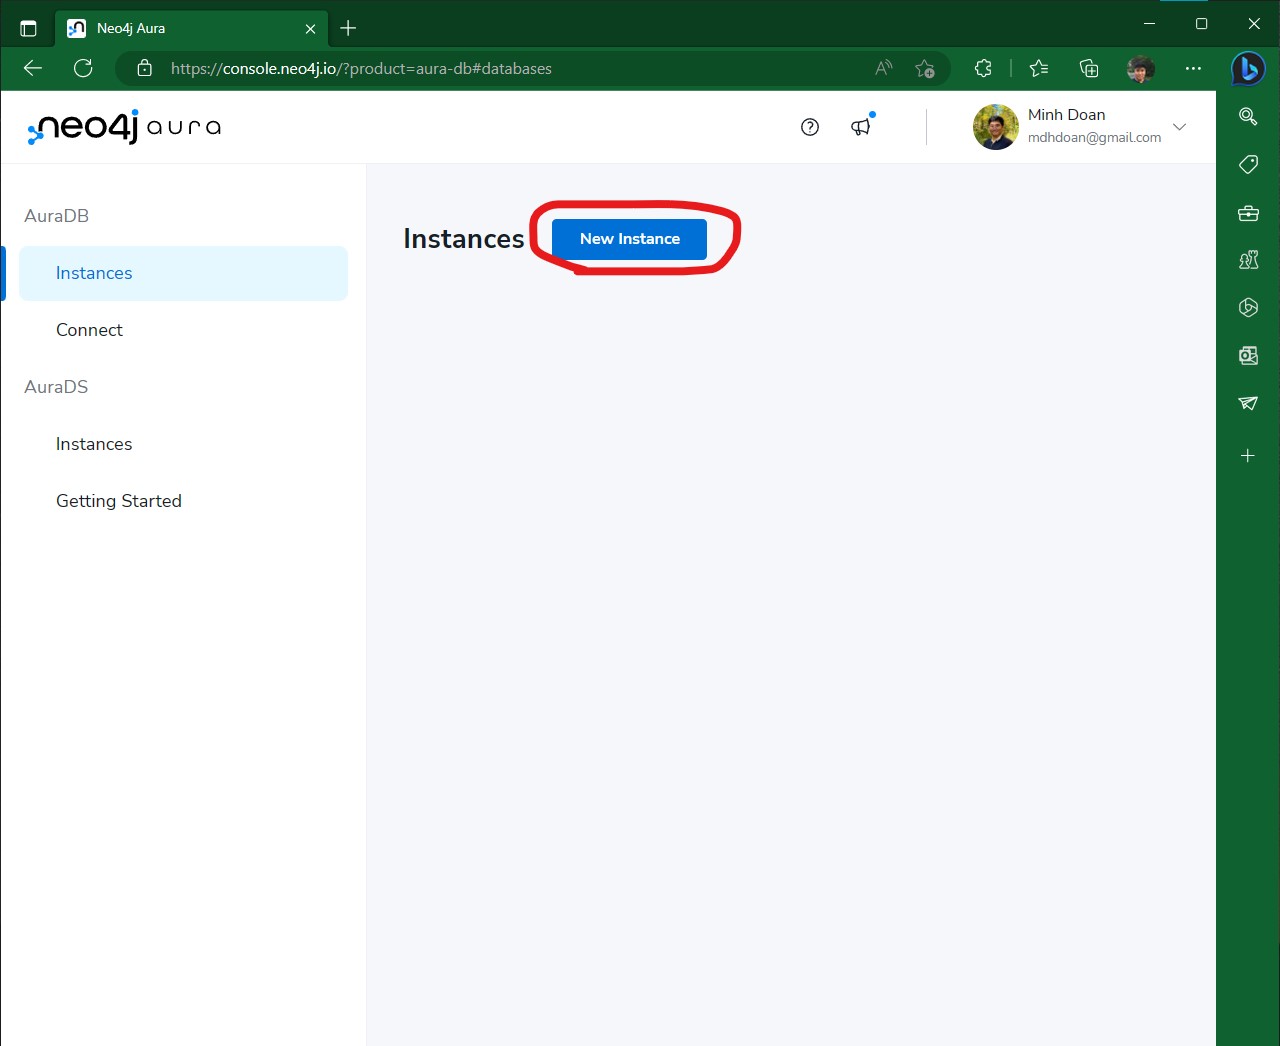 Neo4j Aura
https://console.neo4j.io/?product=aura-db#databases
neo4j aura
Minh Doan
mdhdoan@gmail.com
AuraDB
Instances
Connect
AuraDS
Instances
Getting Started
Instances
New Instance